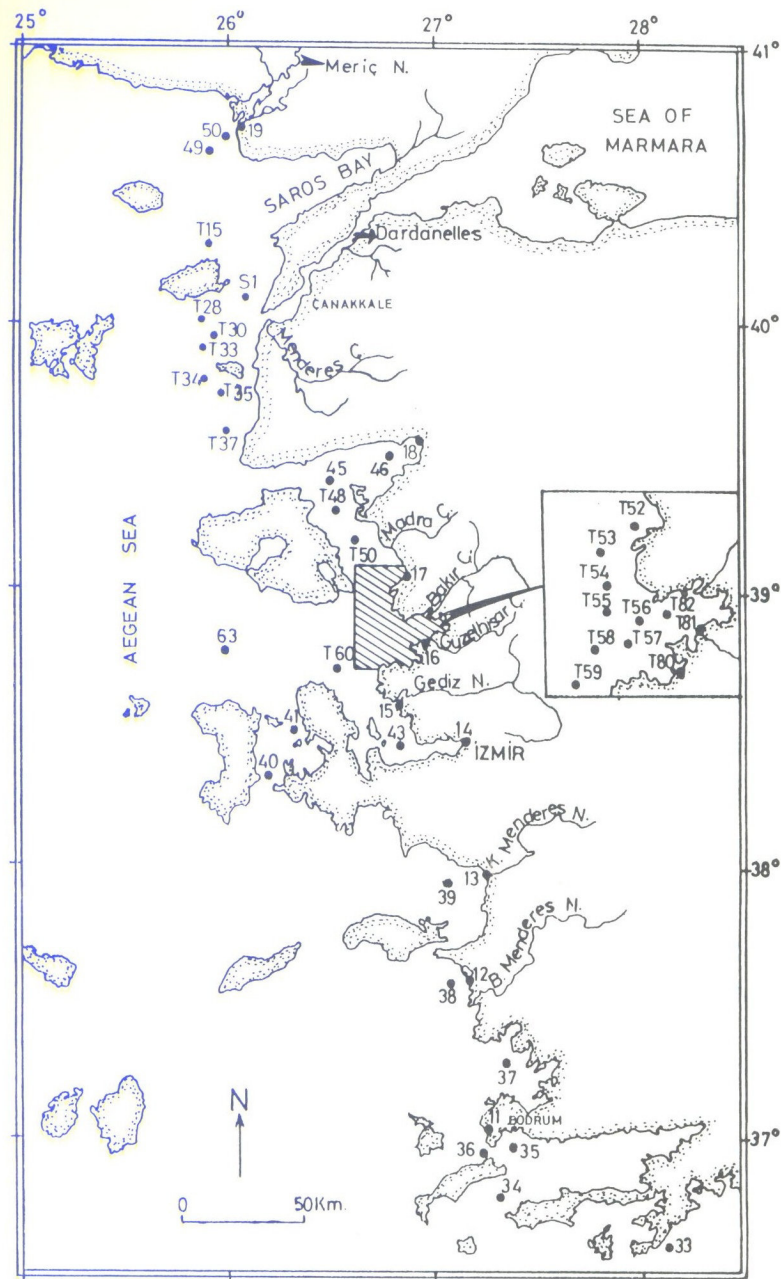 25° 26° 27° 28°
41°
Meriç N.
SEA OF
MARMARA
50 19
49
SAROS BAY
T15
Dardanelles
S1
ÇANAKKALE
T28
40°
T30
T33
Menderes Ç.
T34
T35
T37
18
46
45
T48
Madra Ç.
T50
T52
T53
T54
T55
T56
T82
T81
T58
T57
T80
T59
17
Bakır Ç.
39°
Güzelhisar Ç.
16
AEGEAN SEA
63
T60
Gediz N.
15
41
43
14
İZMİR
40
K Menderes N.
38°
13
39
B. Menderes N.
12
38
37
N
11
BODRUM
37°
36
35
34
0 50Km.
33